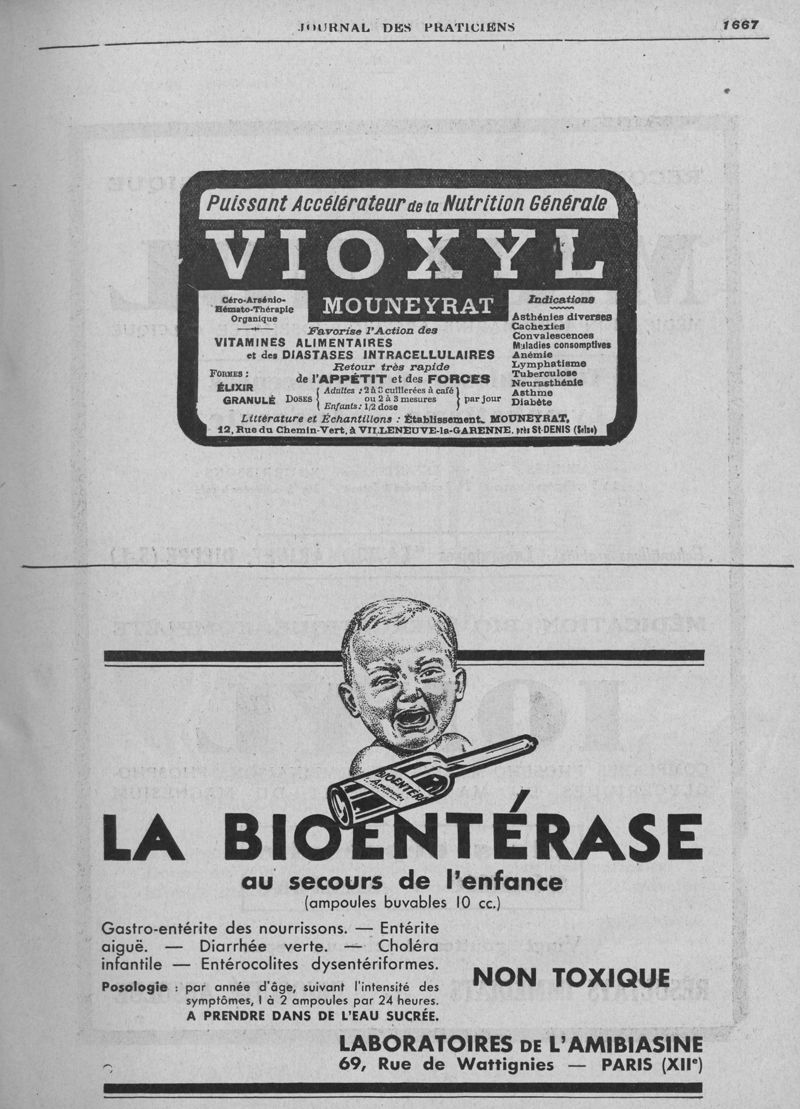 JOURNAL DES PRATICIENS
1667
Puissant Accélérateur de la Nutrition Générale
VIOXYL
MOUNEYRAT
Céro-Arsénio-
Hémato-Thérapie
Organique
Favorise l'Action des
VITAMINES ALIMENTAIRES
et des DIASTASES INTRACELLULAIRES
Retour très rapide
de l'APPÉTIT et des FORCES
FORMES :
ÉLIXIR
GRANULÉ
DOSES
Adultes : 2 à 3 cuillerées à café
ou 2 à 3 mesures
Enfants : 1/2 dose
par jour
Indications
Asthénies diverses
Cachexies
Convalescences
Maladies consomptives
Anémie
Lymphatisme
Tuberculose
Neurasthénie
Asthme
Diabète
Littérature et Échantillons : Établissements MOUNEYRAT,
12, Rue du Chemin-Vert, à VILLENEUVE-la-GARENNE, près St-DENIS (Seine)
BIOENTÉRA
Ampoules
LA BIOENTÉRASE
au secours de l'enfance
(ampoules buvables 10 cc.)
Gastro-entérite des nourrissons. — Entérite
aiguë. — Diarrhée verte. — Choléra
infantile — Entérocolites dysentériformes.
Posologie : par année d'âge, suivant l'intensité des
symptômes, 1 à 2 ampoules par 24 heures.
A PRENDRE DANS DE L'EAU SUCRÉE.
NON TOXIQUE
LABORATOIRES DE L'AMIBIASINE
69, Rue de Wattignies — PARIS (XIIe)